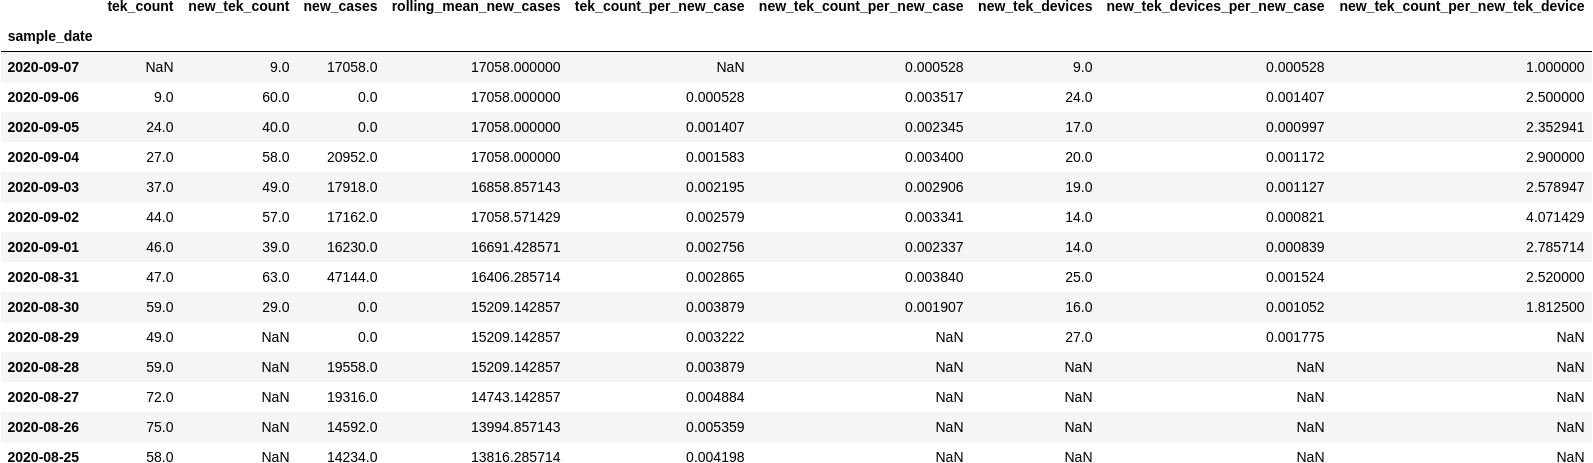 tek_count new_tek_count new_cases rolling_mean_new_cases tek_count_per_new_case new_tek_count_per_new_case new_tek_devices new_tek_devices_per_new_case new_tek_count_per_new_tek_device
sample_date
2020-09-07 NaN 9.0 17058.0 17058.000000 NaN 0.000528 9.0 0.000528 1.000000
2020-09-06 9.0 60.0 0.0 17058.000000 0.000528 0.003517 24.0 0.001407 2.500000
2020-09-05 24.0 40.0 0.0 17058.000000 0.001407 0.002345 17.0 0.000997 2.352941
2020-09-04 27.0 58.0 20952.0 17058.000000 0.001583 0.003400 20.0 0.001172 2.900000
2020-09-03 37.0 49.0 17918.0 16858.857143 0.002195 0.002906 19.0 0.001127 2.578947
2020-09-02 44.0 57.0 17162.0 17058.571429 0.002579 0.003341 14.0 0.000821 4.071429
2020-09-01 46.0 39.0 16230.0 16691.428571 0.002756 0.002337 14.0 0.000839 2.785714
2020-08-31 47.0 63.0 47144.0 16406.285714 0.002865 0.003840 25.0 0.001524 2.520000
2020-08-30 59.0 29.0 0.0 15209.142857 0.003879 0.001907 16.0 0.001052 1.812500
2020-08-29 49.0 NaN 0.0 15209.142857 0.003222 NaN 27.0 0.001775 NaN
2020-08-28 59.0 NaN 19558.0 15209.142857 0.003879 NaN NaN NaN NaN
2020-08-27 72.0 NaN 19316.0 14743.142857 0.004884 NaN NaN NaN NaN
2020-08-26 75.0 NaN 14592.0 13994.857143 0.005359 NaN NaN NaN NaN
2020-08-25 58.0 NaN 14234.0 13816.285714 0.004198 NaN NaN NaN NaN